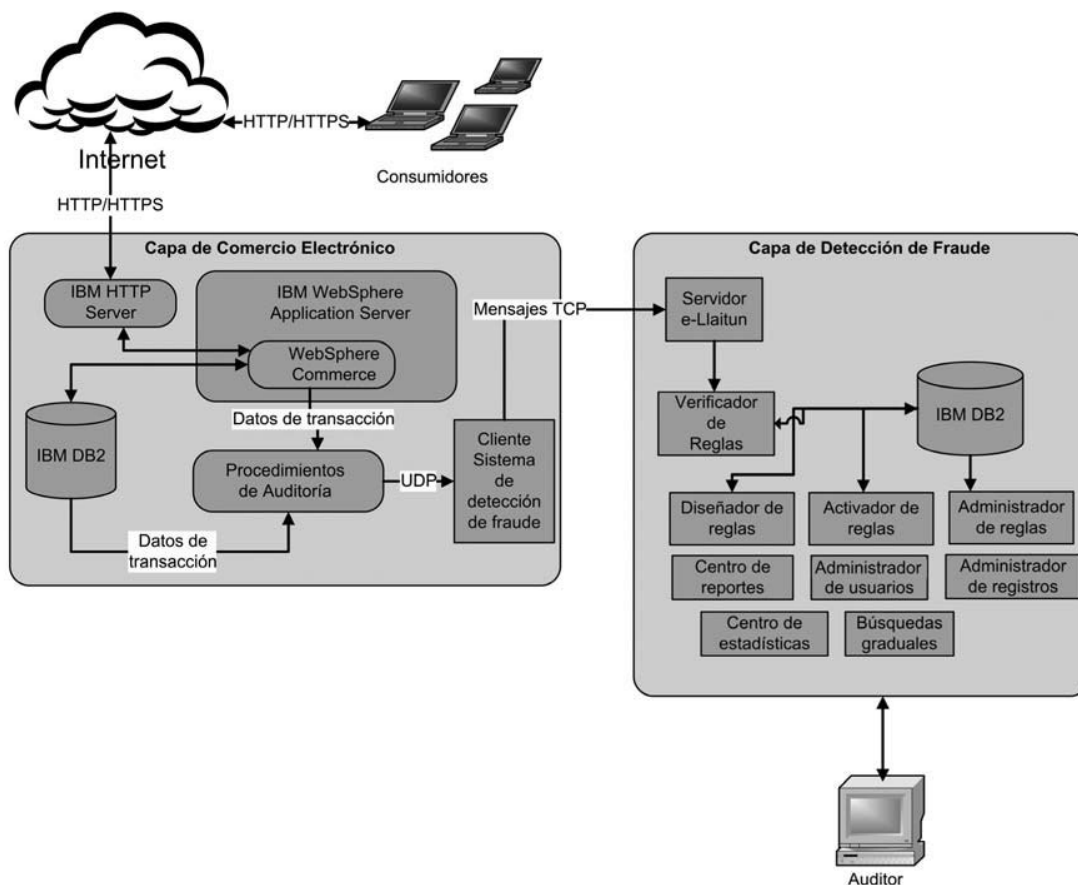 Internet
HTTP/HTTPS
Consumidores
HTTP/HTTPS
Capa de Comercio Electrónico
IBM HTTP
Server
IBM WebSphere
Application Server
WebSphere
Commerce
Datos de transacción
IBM DB2
Procedimientos
de Auditoría
UDP
Cliente
Sistema
de
detección
de fraude
Datos de
transacción
Mensajes TCP
Capa de Detección de Fraude
Servidor
e-Llaitun
Verificador
de
Reglas
IBM DB2
Diseñador de
reglas
Activador de
reglas
Administrador
de reglas
Centro de
reportes
Administrador
de usuarios
Administrador
de registros
Centro de
estadísticas
Búsquedas
graduales
Auditor